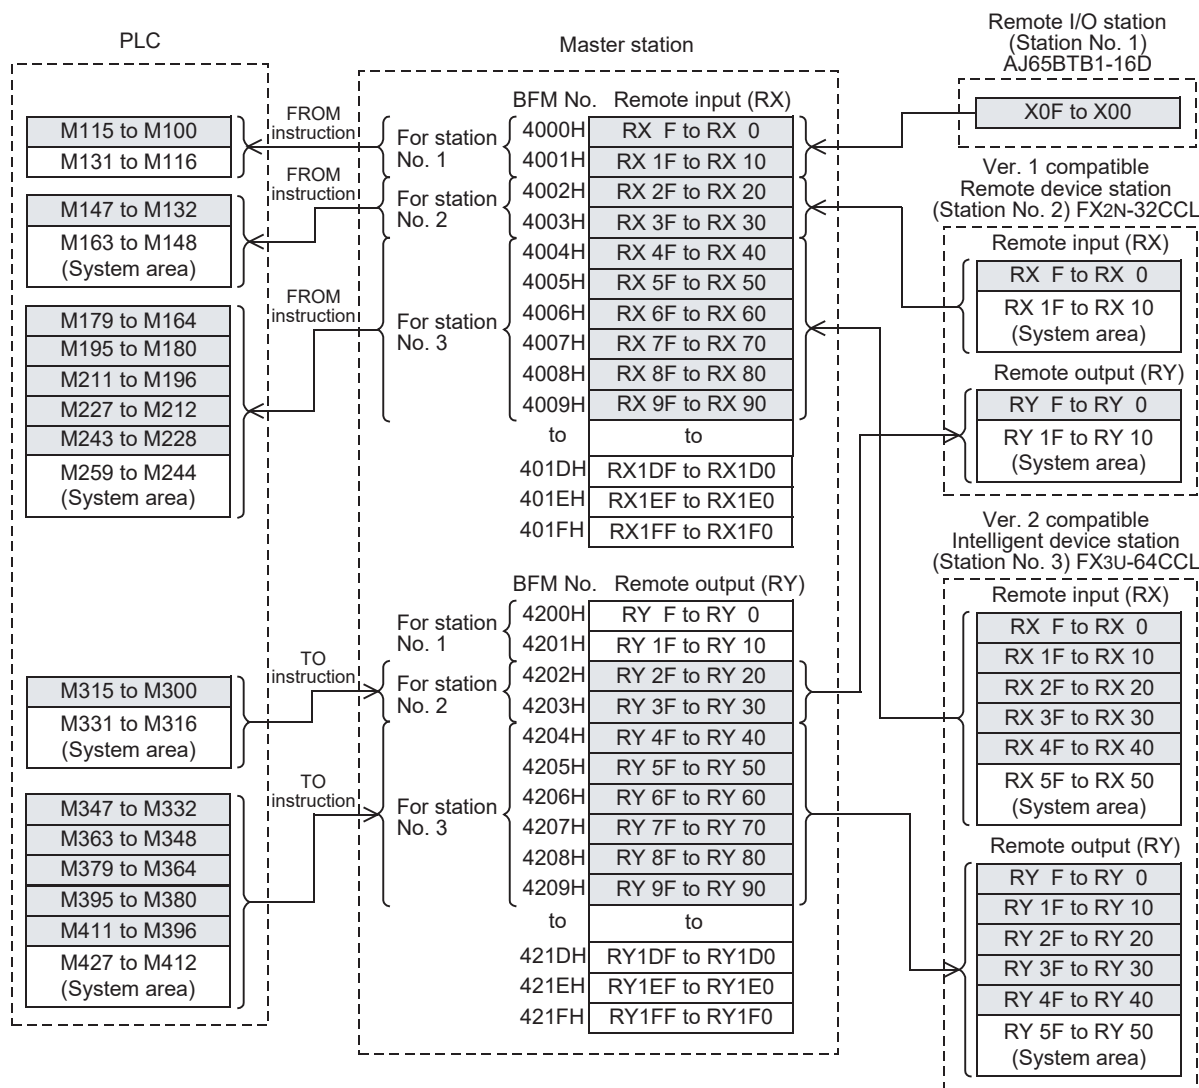 PLC
M115 to M100
M131 to M116
M147 to M132
M163 to M148
(System area)
M179 to M164
M195 to M180
M211 to M196
M227 to M212
M243 to M228
M259 to M244
(System area)
M315 to M300
M331 to M316
(System area)
M347 to M332
M363 to M348
M379 to M364
M395 to M380
M411 to M396
M427 to M412
(System area)
FROM
instruction
FROM
instruction
FROM
instruction
TO
instruction
TO
instruction
Master station
BFM No. Remote input (RX)
For station
No. 1
For station
No. 2
For station
No. 3
4000H RX F to RX 0
4001H RX 1F to RX 10
4002H RX 2F to RX 20
4003H RX 3F to RX 30
4004H RX 4F to RX 40
4005H RX 5F to RX 50
4006H RX 6F to RX 60
4007H RX 7F to RX 70
4008H RX 8F to RX 80
4009H RX 9F to RX 90
to to
401DH RX1DF to RX1D0
401EH RX1EF to RX1E0
401FH RX1FF to RX1F0
BFM No. Remote output (RY)
For station
No. 1
For station
No. 2
For station
No. 3
4200H RY F to RY 0
4201H RY 1F to RY 10
4202H RY 2F to RY 20
4203H RY 3F to RY 30
4204H RY 4F to RY 40
4205H RY 5F to RY 50
4206H RY 6F to RY 60
4207H RY 7F to RY 70
4208H RY 8F to RY 80
4209H RY 9F to RY 90
to to
421DH RY1DF to RY1D0
421EH RY1EF to RY1E0
421FH RY1FF to RY1F0
Remote I/O station
(Station No. 1)
AJ65BTB1-16D
X0F to X00
Ver. 1 compatible
Remote device station
(Station No. 2) FX2N-32CCL
Remote input (RX)
RX F to RX 0
RX 1F to RX 10
(System area)
Remote output (RY)
RY F to RY 0
RY 1F to RY 10
(System area)
Ver. 2 compatible
Intelligent device station
(Station No. 3) FX3U-64CCL
Remote input (RX)
RX F to RX 0
RX 1F to RX 10
RX 2F to RX 20
RX 3F to RX 30
RX 4F to RX 40
RX 5F to RX 50
(System area)
Remote output (RY)
RY F to RY 0
RY 1F to RY 10
RY 2F to RY 20
RY 3F to RY 30
RY 4F to RY 40
RY 5F to RY 50
(System area)